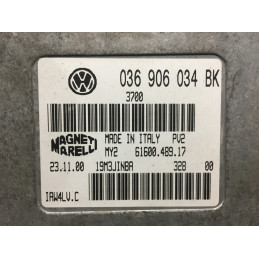 036 906 034 BK
3700
MAGNETI
MARELLI
MADE IN ITALY PV2
MY2 61600.489.17
23.11.00 19M3JINBA 328 00
IAW4LV.C